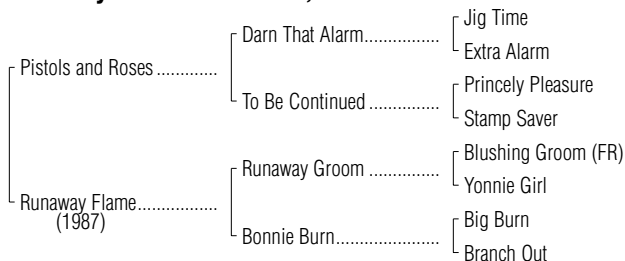 Jig Time
Darn That Alarm................
Extra Alarm
Pistols and Roses .............
Princely Pleasure
To Be Continued ...............
Stamp Saver
Blushing Groom (FR)
Runaway Groom ...............
Yonnie Girl
Runaway Flame.................
(1987)
Big Burn
Bonnie Burn......................
Branch Out